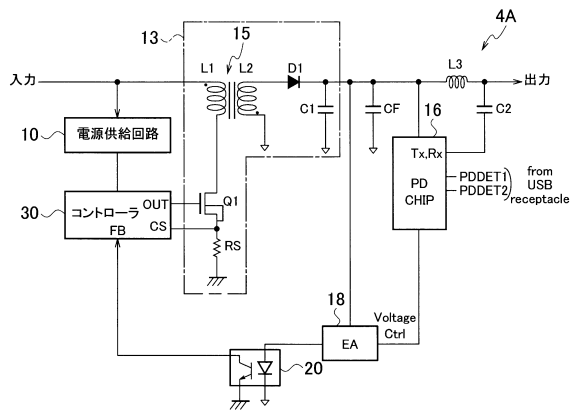 4A
13
15
L1
L2
D1
L3
入力
出力
C1
CF
16
C2
10
電源供給回路
Tx,Rx
PD
CHIP
PDDET1
PDDET2
from
USB
receptacle
30
コントローラ
OUT
FB
CS
Q1
RS
18
EA
Voltage
Ctrl
20